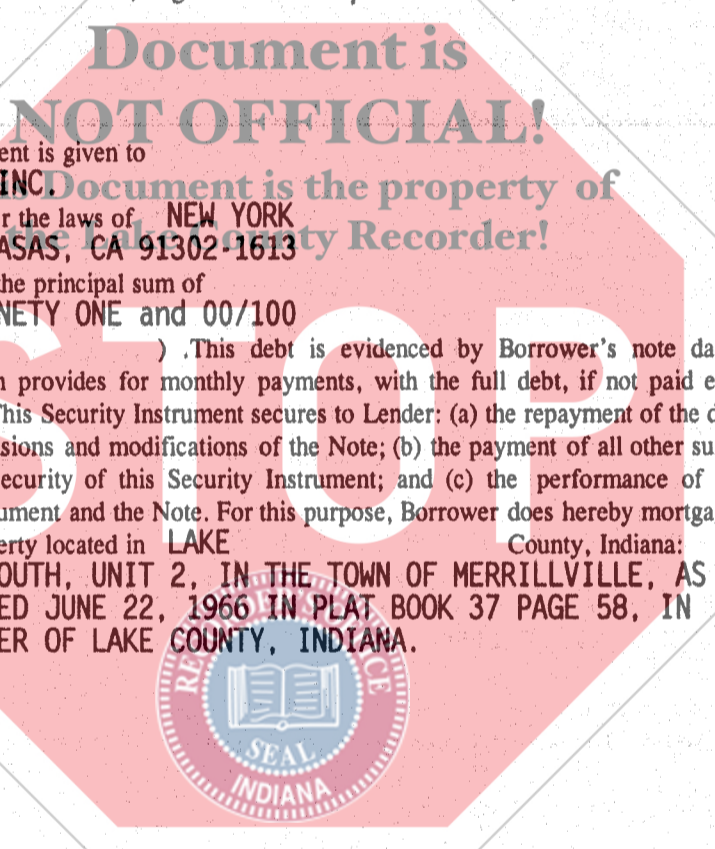 Document is
NOT OFFICIAL!
ent is given to
INC.
Document is the property of
r the laws of NEW YORK
the Lake County Recorder!
ASAS, CA 91302-1613
the principal sum of
NETY ONE and 00/100
STOP
) .This debt is evidenced by Borrower's note da
n provides for monthly payments, with the full debt, if not paid e
This Security Instrument secures to Lender: (a) the repayment of the d
sions and modifications of the Note; (b) the payment of all other su
ecurity of this Security Instrument; and (c) the performance of
ument and the Note. For this purpose, Borrower does hereby mortga
erty located in LAKE County, Indiana:
OUTH, UNIT 2, IN THE TOWN OF MERRILLVILLE, AS
ED JUNE 22, 1966 IN PLAT BOOK 37 PAGE 58, IN
ER OF LAKE COUNTY, INDIANA.
RECORDER'S OFFICE
SEAL
INDIANA